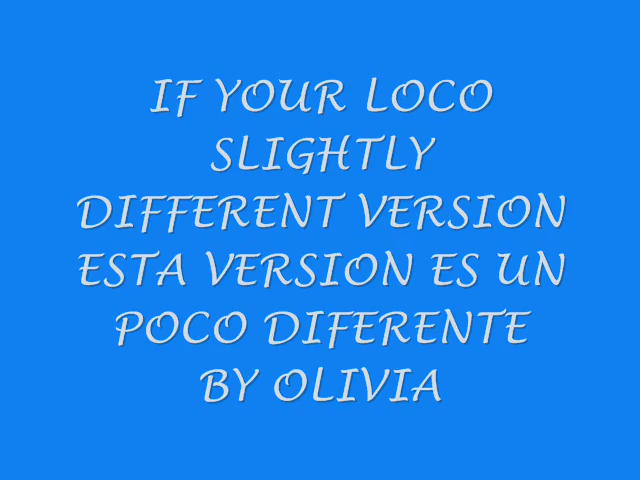 IF YOUR LOCO
SLIGHTLY
DIFFERENT VERSION
ESTA VERSION ES UN
POCO DIFERENTE
BY OLIVIA